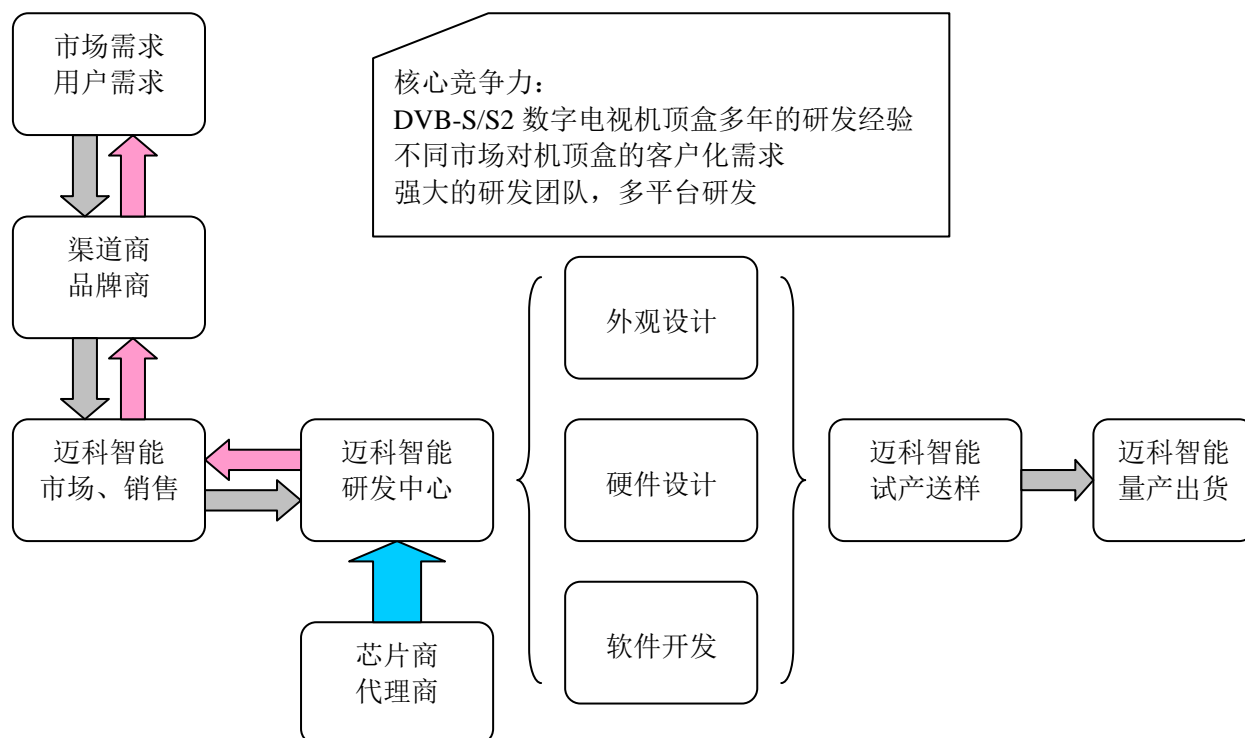 市场需求
用户需求
核心竞争力：
DVB-S/S2 数字电视机顶盒多年的研发经验
不同市场对机顶盒的客户化需求
强大的研发团队，多平台研发
渠道商
品牌商
外观设计
迈科智能
市场、销售
迈科智能
研发中心
硬件设计
迈科智能
试产送样
迈科智能
量产出货
芯片商
代理商
软件开发